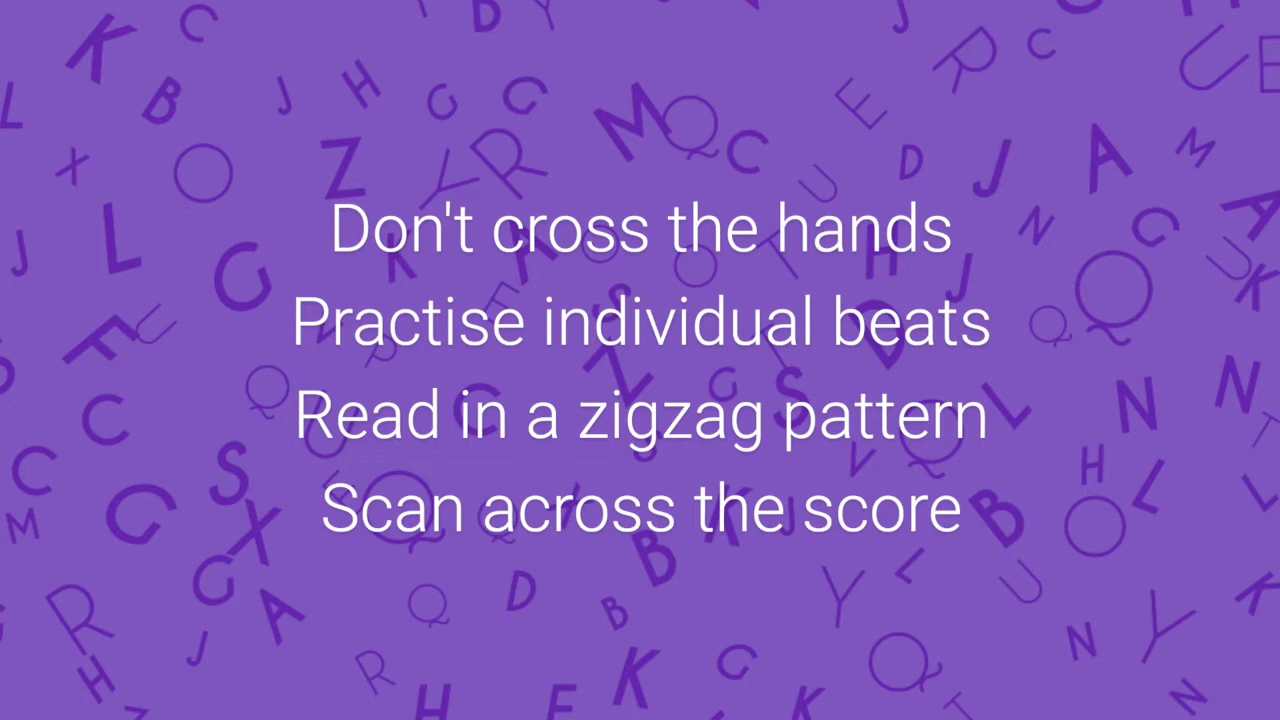 Don't cross the hands
Practise individual beats
Read in a zigzag pattern
Scan across the score